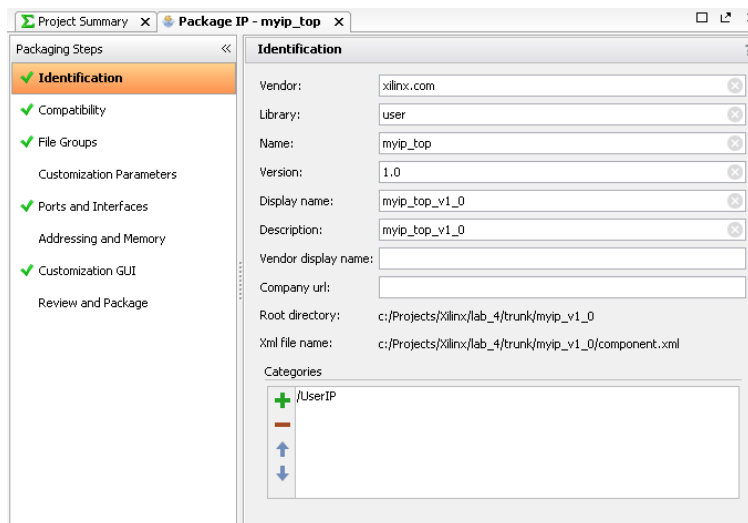 Project Summary
Package IP - myip_top
Packaging Steps
Identification
Compatibility
File Groups
Customization Parameters
Ports and Interfaces
Addressing and Memory
Customization GUI
Review and Package
Identification
Vendor: xilinx.com
Library: user
Name: myip_top
Version: 1.0
Display name: myip_top_v1_0
Description: myip_top_v1_0
Vendor display name:
Company url:
Root directory: c:/Projects/Xilinx/lab_4/trunk/myip_v1_0
Xml file name: c:/Projects/Xilinx/lab_4/trunk/myip_v1_0/component.xml
Categories
/UserIP